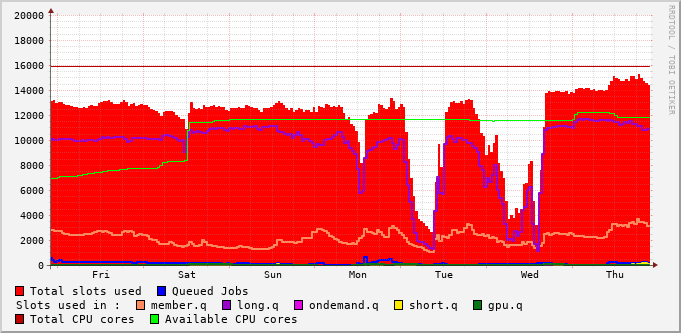 20000
18000
16000
14000
12000
10000
8000
6000
4000
2000
0
Fri Sat Sun Mon Tue Wed Thu
Total slots used Queued Jobs
Slots used in : member.q long.q ondemand.q short.q gpu.q
Total CPU cores Available CPU cores
RRDTOOL / TOBI OETIKER